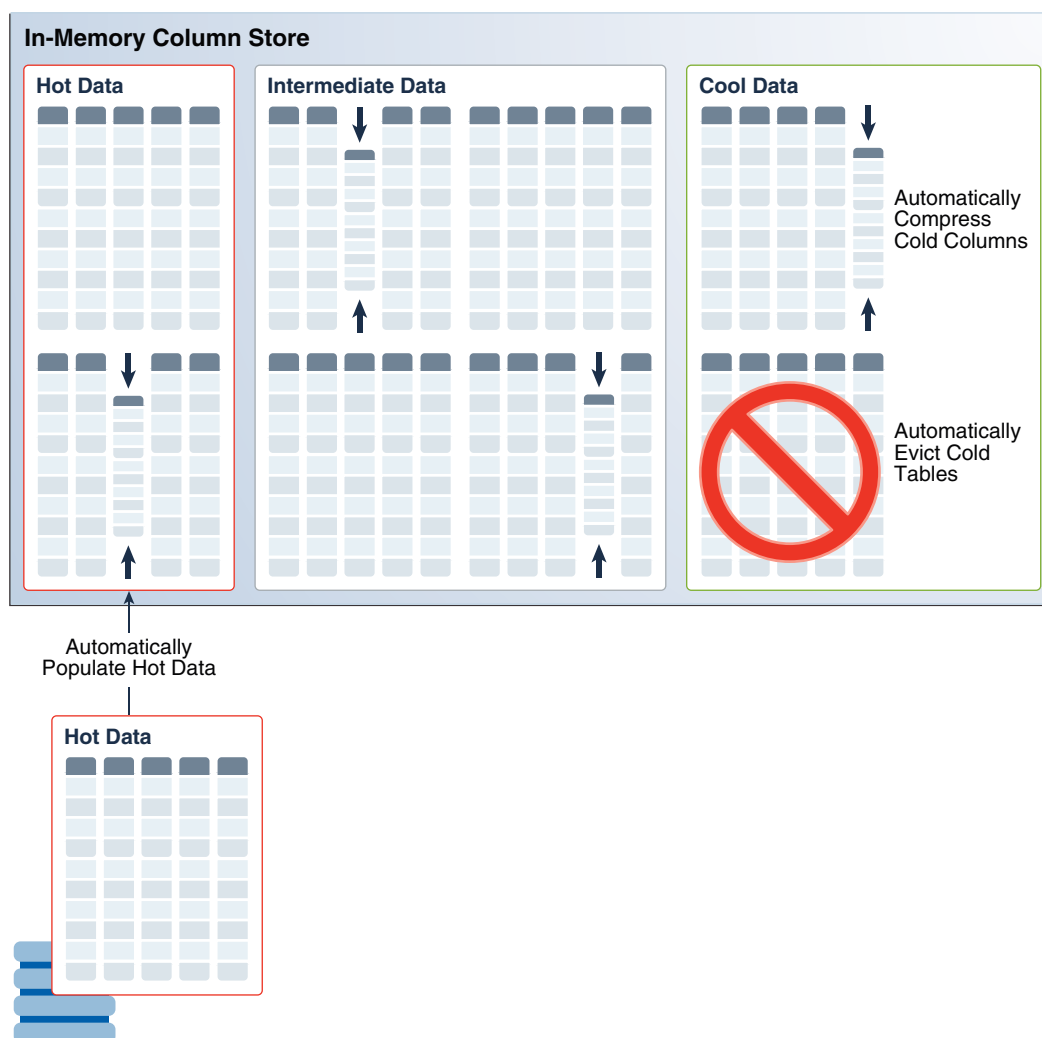 In-Memory Column Store
Hot Data
Intermediate Data
Cool Data
Automatically
Compress
Cold Columns
Automatically
Evict Cold
Tables
Automatically
Populate Hot Data
Hot Data